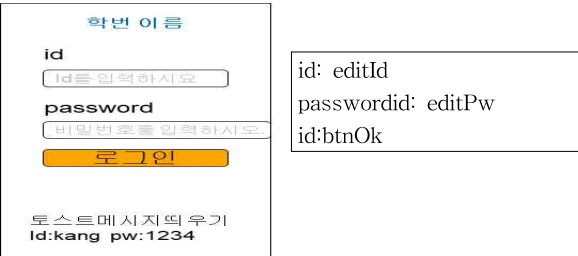 학번 이름
id
Id를 입력하시요
password
비밀번호를 입력하시오.
로그인
토스트메시지띄우기
Id:kang pw:1234
id: editId
passwordid: editPw
id:btnOk